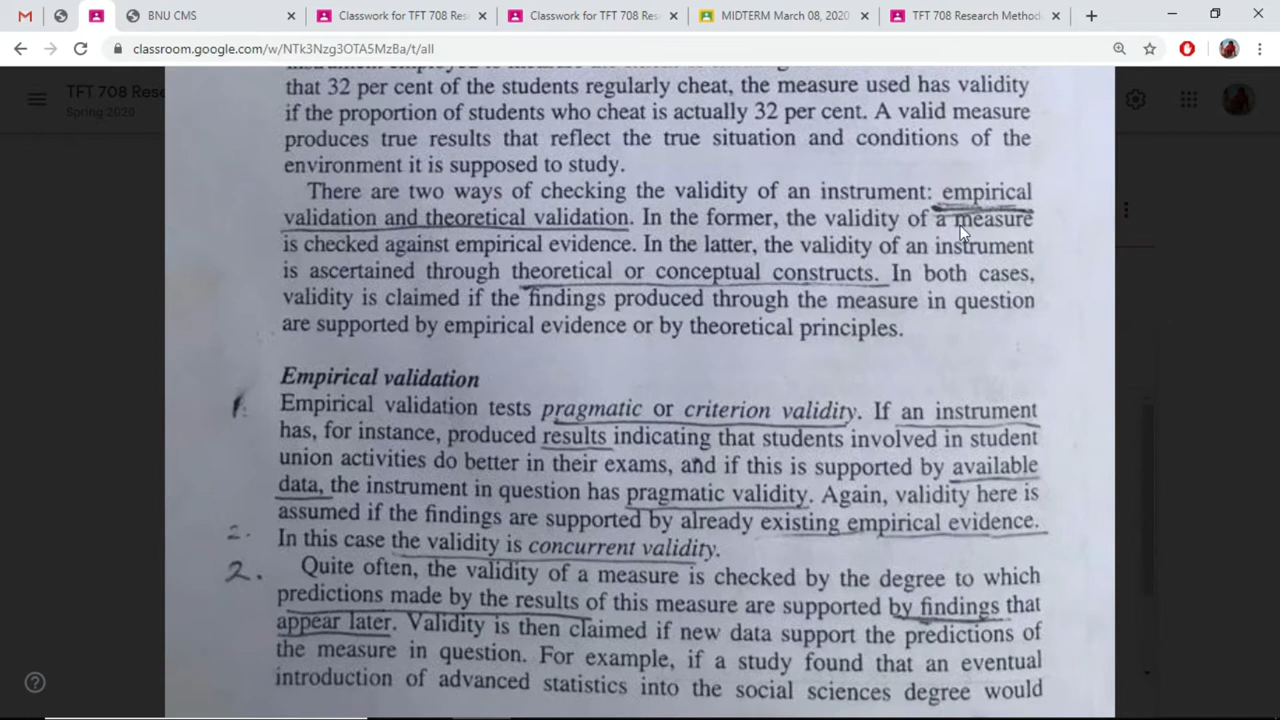 BNU CMS
Classwork for TFT 708 Res
Classwork for TFT 708 Res
MIDTERM March 08, 2020
TFT 708 Research Method
classroom.google.com/w/NTk3Nzg3OTA5MzBa/t/all
TFT 708 Rese
Spring 2020
that 32 per cent of the students regularly cheat, the measure used has validity
if the proportion of students who cheat is actually 32 per cent. A valid measure
produces true results that reflect the true situation and conditions of the
environment it is supposed to study.
There are two ways of checking the validity of an instrument: empirical
validation and theoretical validation. In the former, the validity of a measure
is checked against empirical evidence. In the latter, the validity of an instrument
is ascertained through theoretical or conceptual constructs. In both cases,
validity is claimed if the findings produced through the measure in question
are supported by empirical evidence or by theoretical principles.
Empirical validation
1. Empirical validation tests pragmatic or criterion validity. If an instrument
has, for instance, produced results indicating that students involved in student
union activities do better in their exams, and if this is supported by available
data, the instrument in question has pragmatic validity. Again, validity here is
assumed if the findings are supported by already existing empirical evidence.
2. In this case the validity is concurrent validity.
2. Quite often, the validity of a measure is checked by the degree to which
predictions made by the results of this measure are supported by findings that
appear later. Validity is then claimed if new data support the predictions of
the measure in question. For example, if a study found that an eventual
introduction of advanced statistics into the social sciences degree would